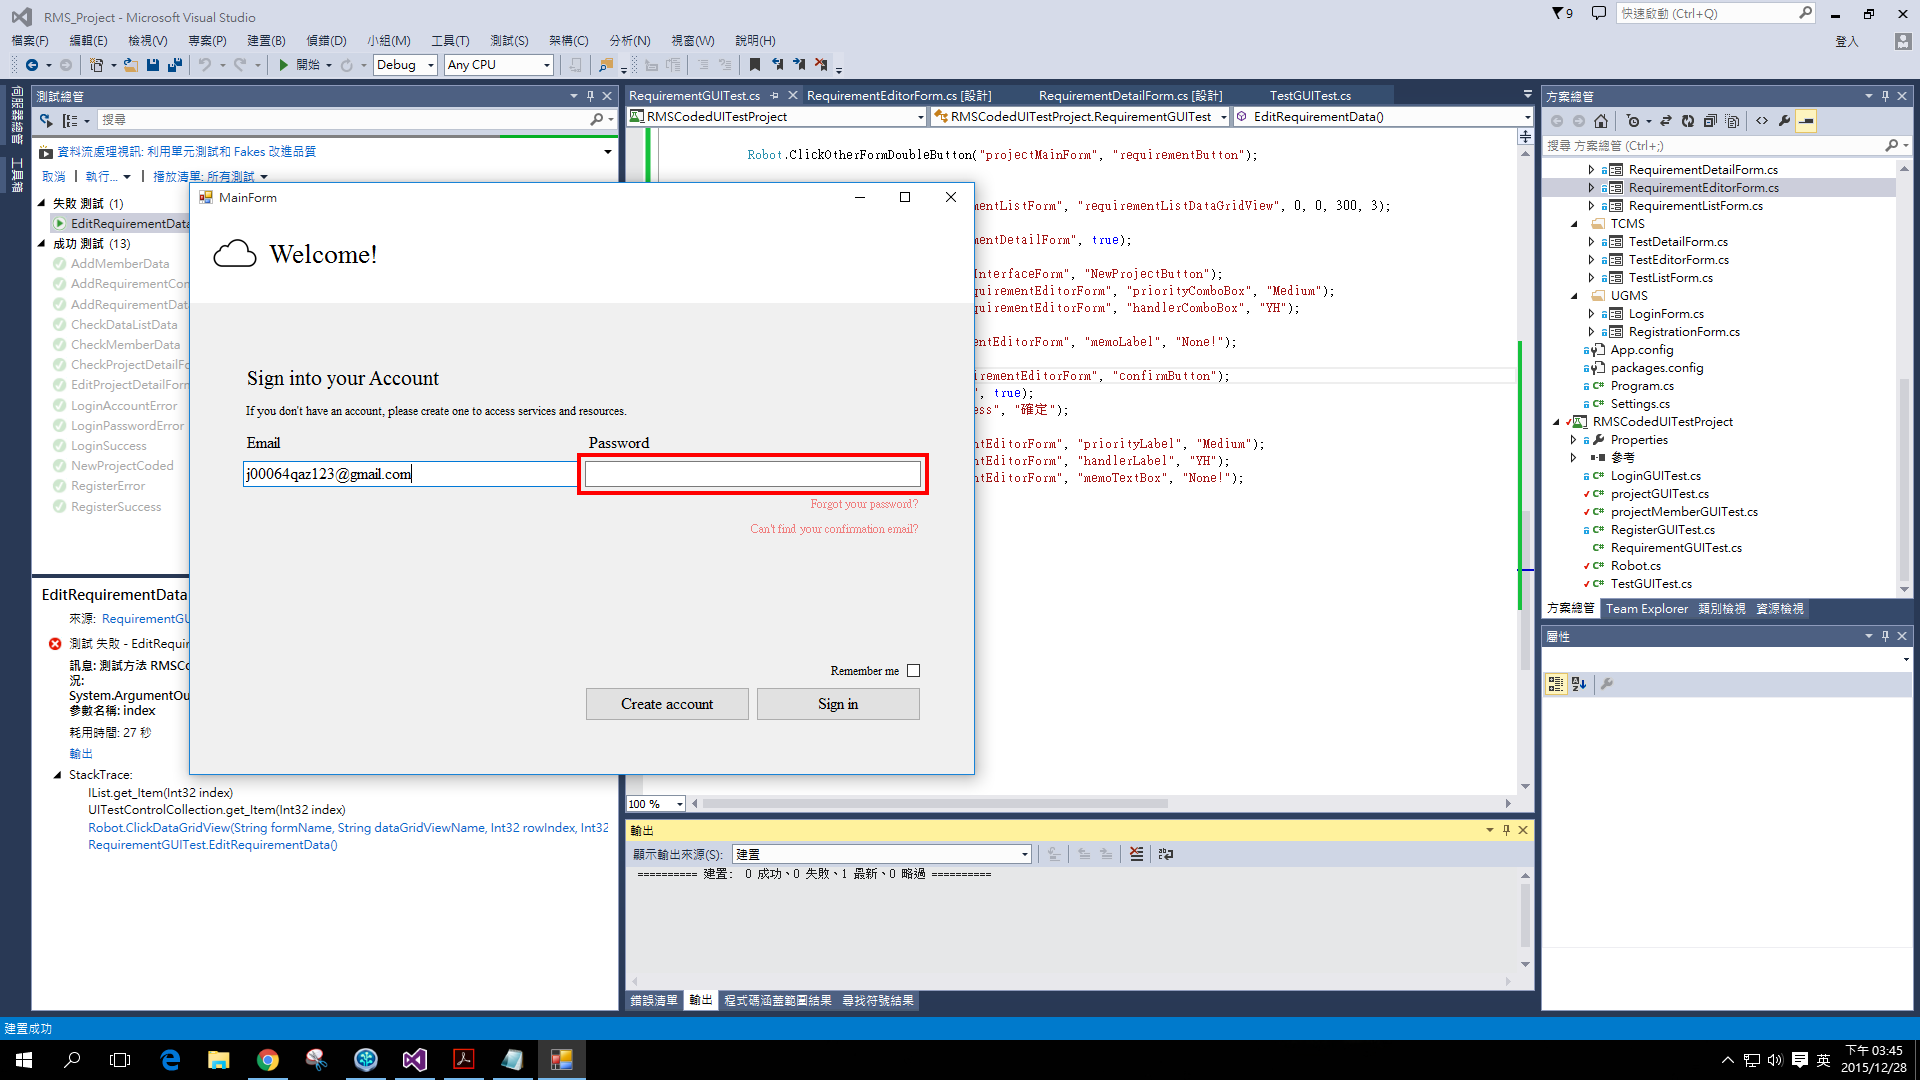 RMS_Project - Microsoft Visual Studio
9
快速啟動 (Ctrl+Q)
檔案(F) 編輯(E) 檢視(V) 專案(P) 建置(B) 偵錯(D) 小組(M) 工具(T) 測試(S) 架構(C) 分析(N) 視窗(W) 說明(H)
登入
開始 Debug Any CPU
伺服器總管
工具箱
測試總管
搜尋
資料流處理視訊: 利用單元測試和 Fakes 改進品質
取消 執行... 播放清單: 所有測試
失敗 測試 (1)
EditRequirementData
成功 測試 (13)
AddMemberData
AddRequirementCon
AddRequirementDat
CheckDataListData
CheckMemberData
CheckProjectDetailFo
EditProjectDetailForm
LoginAccountError
LoginPasswordError
LoginSuccess
NewProjectCoded
RegisterError
RegisterSuccess
EditRequirementData
來源: RequirementGU
測試 失敗 - EditRequir
訊息: 測試方法 RMSCo
況:
System.ArgumentOu
參數名稱: index
耗用時間: 27 秒
輸出
StackTrace:
IList.get_Item(Int32 index)
UITestControlCollection.get_Item(Int32 index)
Robot.ClickDataGridView(String formName, String dataGridViewName, Int32 rowIndex, Int32
RequirementGUITest.EditRequirementData()
MainForm
Welcome!
Sign into your Account
If you don't have an account, please create one to access services and resources.
Email Password
j00064qaz123@gmail.com
Forgot your password?
Can't find your confirmation email?
Remember me
Create account Sign in
RequirementGUITest.cs RequirementEditorForm.cs [設計] RequirementDetailForm.cs [設計] TestGUITest.cs
RMSCodedUITestProject RMSCodedUITestProject.RequirementGUITest EditRequirementData()
Robot.ClickOtherFormDoubleButton("projectMainForm", "requirementButton");
mentListForm", "requirementListDataGridView", 0, 0, 300, 3);
mentDetailForm", true);
InterfaceForm", "NewProjectButton");
quirementEditorForm", "priorityComboBox", "Medium");
quirementEditorForm", "handlerComboBox", "YH");
mentEditorForm", "memoLabel", "None!");
irementEditorForm", "confirmButton");
", true);
ess", "確定");
mentEditorForm", "priorityLabel", "Medium");
mentEditorForm", "handlerLabel", "YH");
mentEditorForm", "memoTextBox", "None!");
100 %
輸出
顯示輸出來源(S): 建置
========== 建置: 0 成功、0 失敗、1 最新、0 略過 ==========
錯誤清單 輸出 程式碼涵蓋範圍結果 尋找符號結果
方案總管
搜尋 方案總管 (Ctrl+;)
RequirementDetailForm.cs
RequirementEditorForm.cs
RequirementListForm.cs
TCMS
TestDetailForm.cs
TestEditorForm.cs
TestListForm.cs
UGMS
LoginForm.cs
RegistrationForm.cs
App.config
packages.config
Program.cs
Settings.cs
RMSCodedUITestProject
Properties
參考
LoginGUITest.cs
projectGUITest.cs
projectMemberGUITest.cs
RegisterGUITest.cs
RequirementGUITest.cs
Robot.cs
TestGUITest.cs
方案總管 Team Explorer 類別檢視 資源檢視
屬性
建置成功
英
下午 03:45
2015/12/28